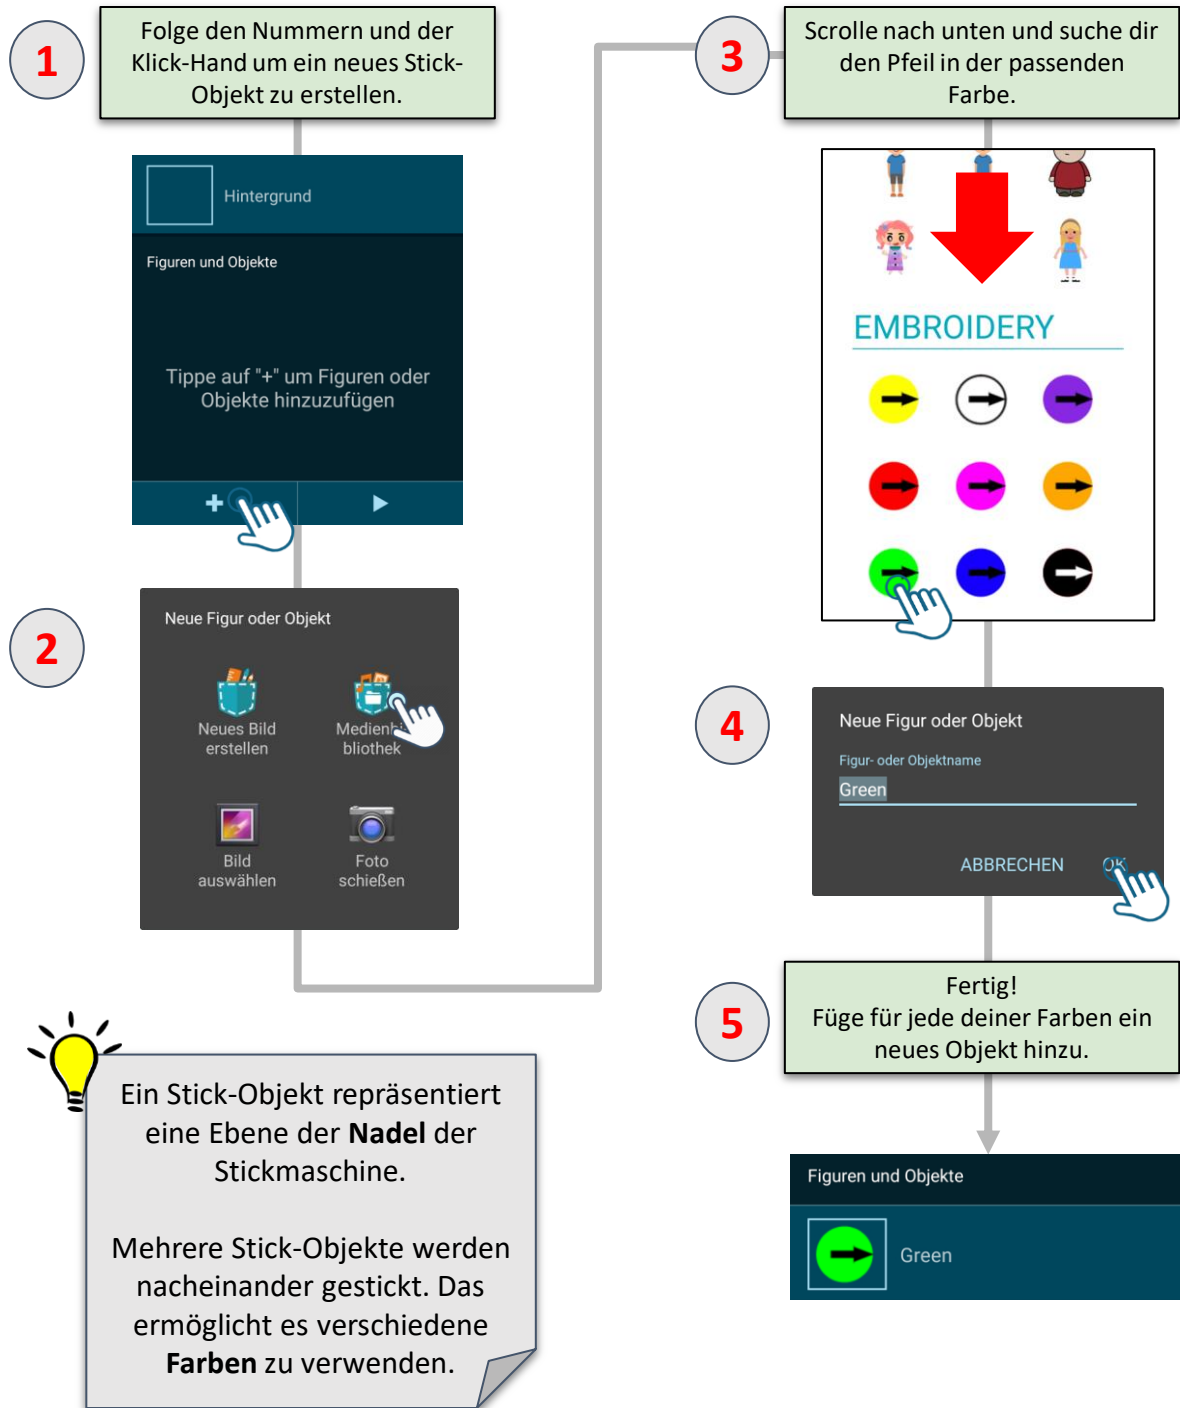 1
Folge den Nummern und der
Klick-Hand um ein neues Stick-
Objekt zu erstellen.
Hintergrund
Figuren und Objekte
Tippe auf "+" um Figuren oder
Objekte hinzuzufügen
2
Neue Figur oder Objekt
Neues Bild
erstellen
Medienbi
bliothek
Bild
auswählen
Foto
schießen
3
Scrolle nach unten und suche dir
den Pfeil in der passenden
Farbe.
EMBROIDERY
4
Neue Figur oder Objekt
Figur- oder Objektname
Green
ABBRECHEN OK
5
Fertig!
Füge für jede deiner Farben ein
neues Objekt hinzu.
Figuren und Objekte
Green
Ein Stick-Objekt repräsentiert
eine Ebene der Nadel der
Stickmaschine.
Mehrere Stick-Objekte werden
nacheinander gestickt. Das
ermöglicht es verschiedene
Farben zu verwenden.